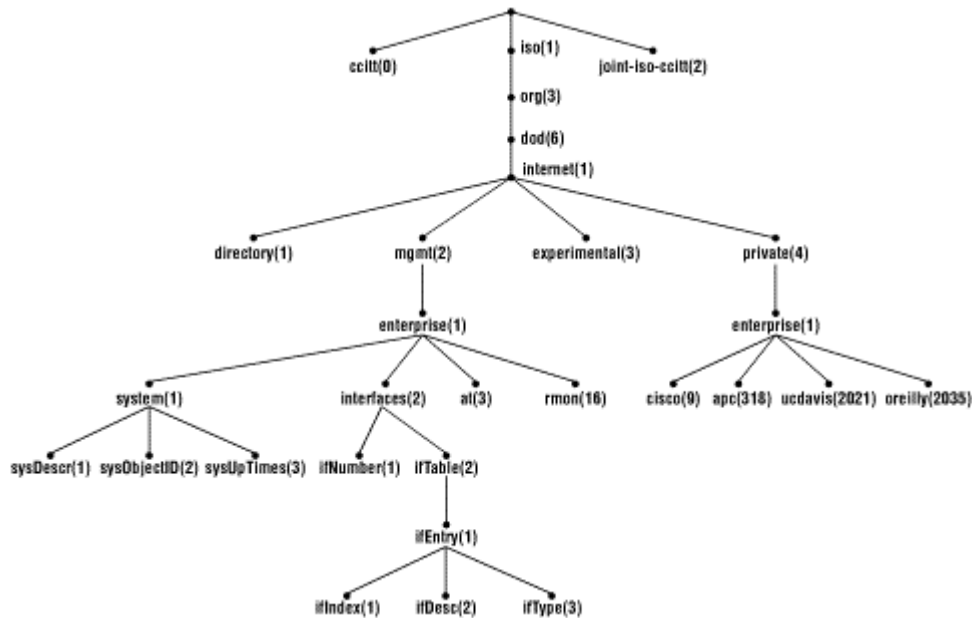 iso(1)
ccitt(0) joint-iso-ccitt(2)
org(3)
dod(6)
internet(1)
directory(1) mgmt(2) experimental(3) private(4)
enterprise(1) enterprise(1)
system(1) interfaces(2) at(3) rmon(16) cisco(9) apc(318) ucdavis(2021) oreilly(2035)
sysDescr(1) sysObjectID(2) sysUpTimes(3) ifNumber(1) ifTable(2)
ifEntry(1)
ifIndex(1) ifDesc(2) ifType(3)